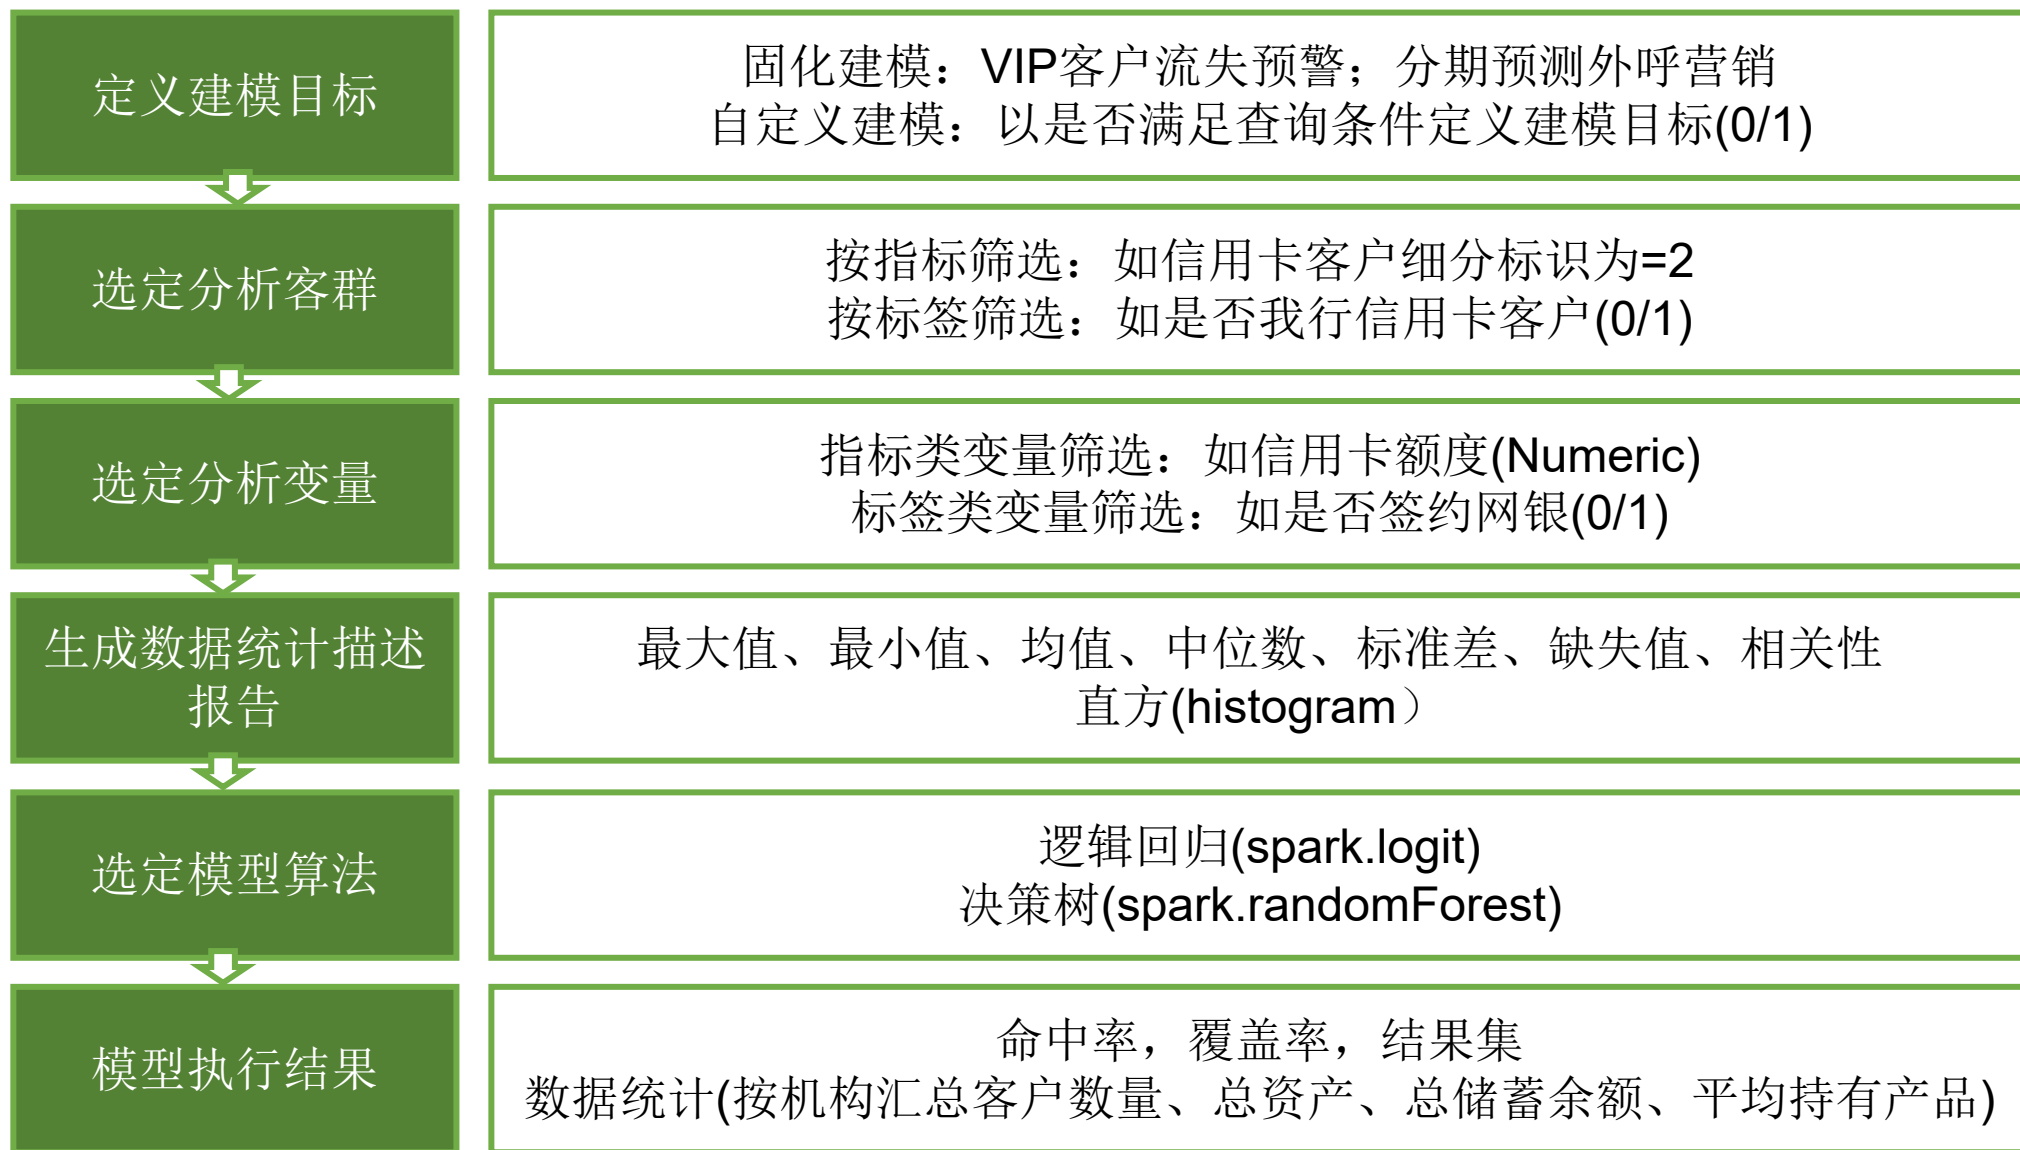 定义建模目标
固化建模：VIP客户流失预警；分期预测外呼营销
自定义建模：以是否满足查询条件定义建模目标(0/1)
选定分析客群
按指标筛选：如信用卡客户细分标识为=2
按标签筛选：如是否我行信用卡客户(0/1)
选定分析变量
指标类变量筛选：如信用卡额度(Numeric)
标签类变量筛选：如是否签约网银(0/1)
生成数据统计描述
报告
最大值、最小值、均值、中位数、标准差、缺失值、相关性
直方(histogram）
选定模型算法
逻辑回归(spark.logit)
决策树(spark.randomForest)
模型执行结果
命中率，覆盖率，结果集
数据统计(按机构汇总客户数量、总资产、总储蓄余额、平均持有产品)